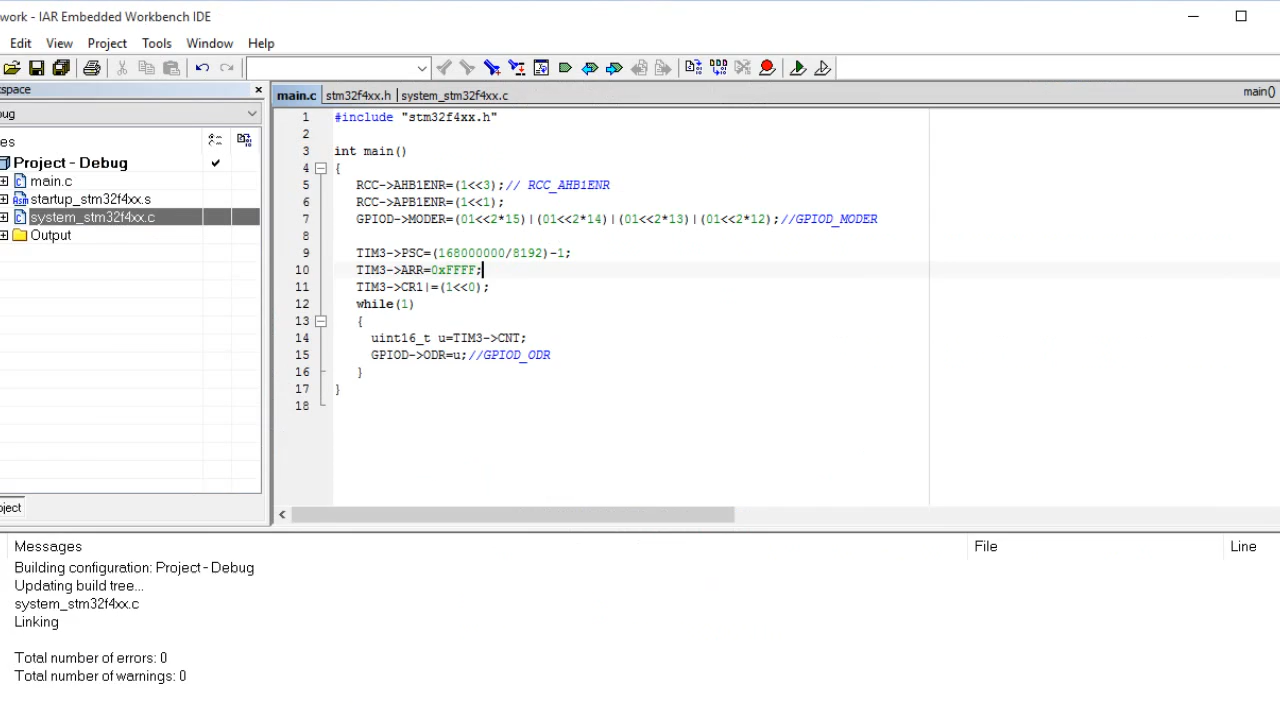 work - IAR Embedded Workbench IDE
Edit View Project Tools Window Help
space
main.c stm32f4xx.h system_stm32f4xx.c main()
bug
es
Project - Debug
main.c
startup_stm32f4xx.s
system_stm32f4xx.c
Output
oject
1 #include "stm32f4xx.h"
2
3 int main()
4 {
5 RCC->AHB1ENR=(1<<3);// RCC_AHB1ENR
6 RCC->APB1ENR=(1<<1);
7 GPIOD->MODER=(01<<2*15)|(01<<2*14)|(01<<2*13)|(01<<2*12);//GPIOD_MODER
8
9 TIM3->PSC=(168000000/8192)-1;
10 TIM3->ARR=0xFFFF;
11 TIM3->CR1|=(1<<0);
12 while(1)
13 {
14 uint16_t u=TIM3->CNT;
15 GPIOD->ODR=u;//GPIOD_ODR
16 }
17 }
18
Messages File Line
Building configuration: Project - Debug
Updating build tree...
system_stm32f4xx.c
Linking
Total number of errors: 0
Total number of warnings: 0